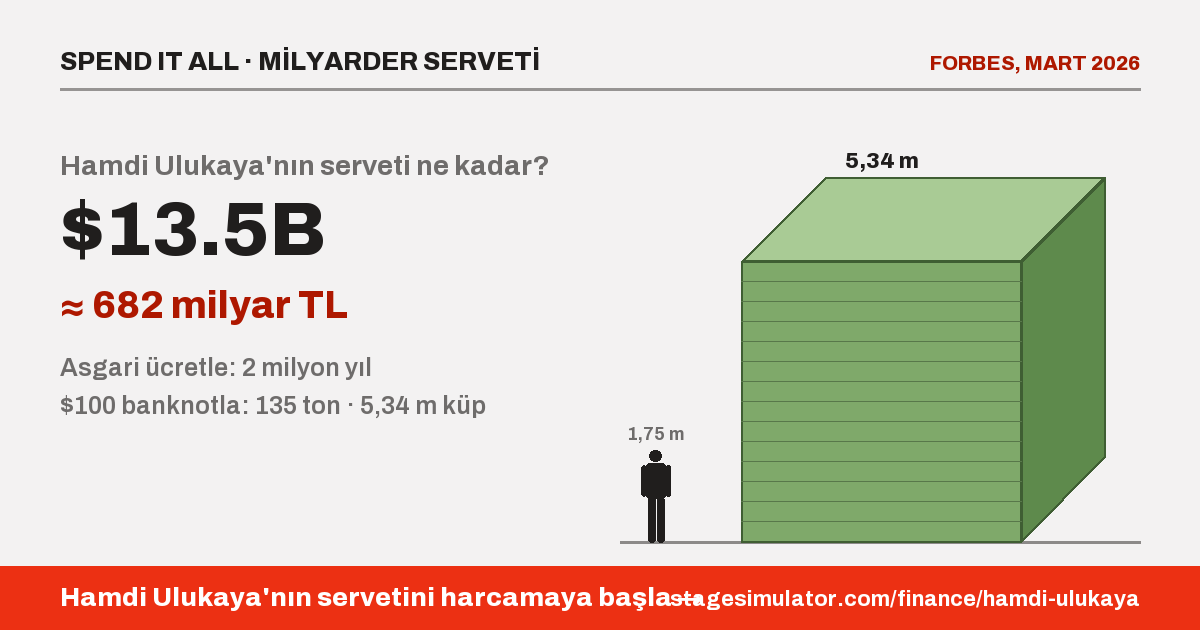 SPEND IT ALL · MİLYARDER SERVETİ
FORBES, MART 2026
Hamdi Ulukaya'nın serveti ne kadar?
$13.5B
≈ 682 milyar TL
Asgari ücretle: 2 milyon yıl
$100 banknotla: 135 ton · 5,34 m küp
5,34 m
1,75 m
Hamdi Ulukaya'nın servetini harcamaya başla →
agesimulator.com/finance/hamdi-ulukaya